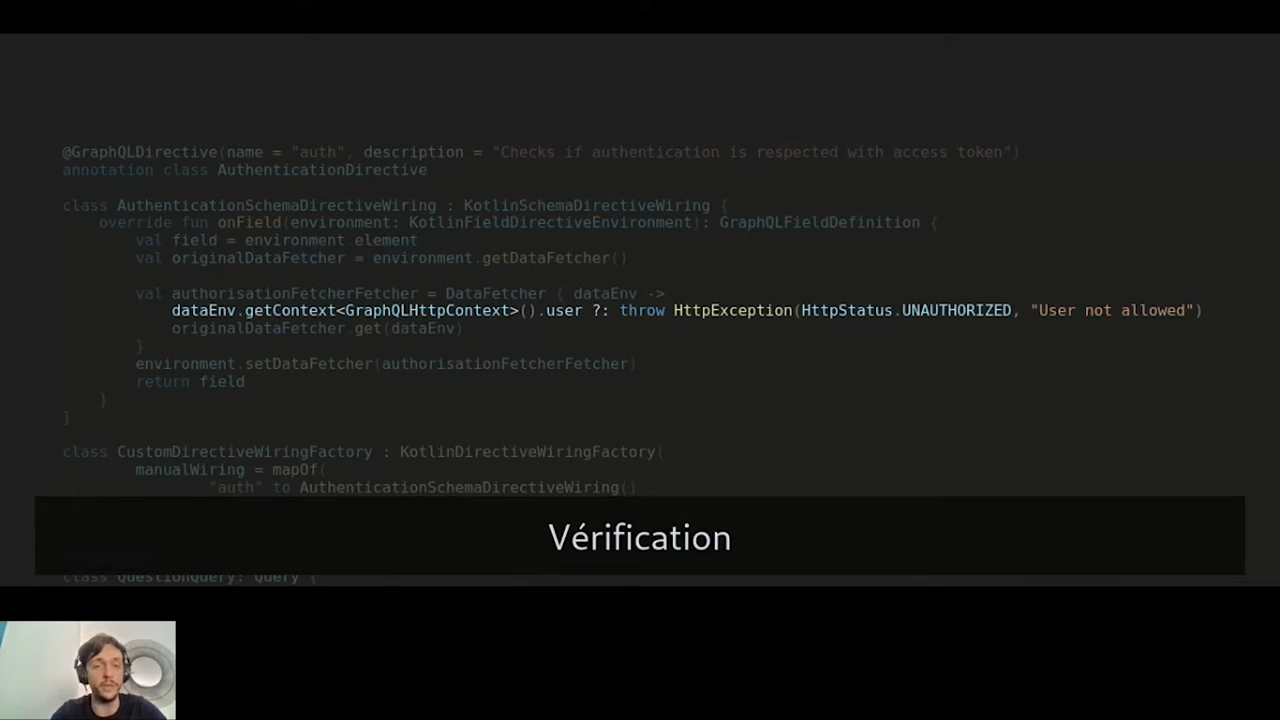 @GraphQLDirective(name = "auth", description = "Checks if authentication is respected with access token")
annotation class AuthenticationDirective
class AuthenticationSchemaDirectiveWiring : KotlinSchemaDirectiveWiring {
override fun onField(environment: KotlinFieldDirectiveEnvironment): GraphQLFieldDefinition {
val field = environment.element
val originalDataFetcher = environment.getDataFetcher()
val authorisationFetcherFetcher = DataFetcher { dataEnv ->
dataEnv.getContext<GraphQLHttpContext>().user ?: throw HttpException(HttpStatus.UNAUTHORIZED, "User not allowed")
originalDataFetcher.get(dataEnv)
}
environment.setDataFetcher(authorisationFetcherFetcher)
return field
}
}
class CustomDirectiveWiringFactory : KotlinDirectiveWiringFactory(
manualWiring = mapOf(
"auth" to AuthenticationSchemaDirectiveWiring()
Vérification
class QuestionQuery: Query {